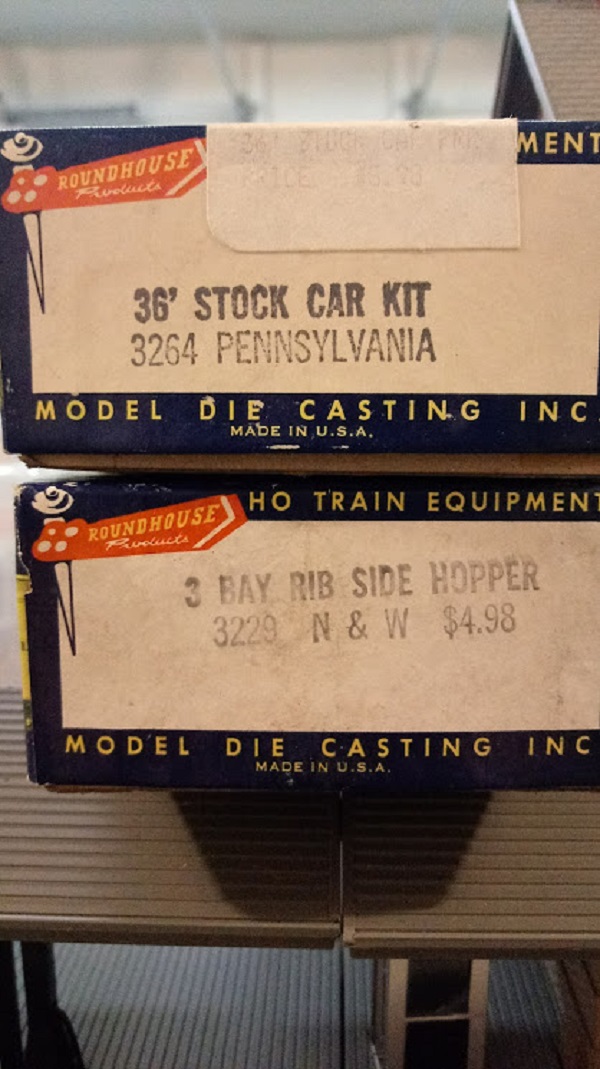 MENT
ROUNDHOUSE
Products
36' STOCK CAR KIT
3264 PENNSYLVANIA
MODEL DIE CASTING INC.
MADE IN U.S.A.
HO TRAIN EQUIPMENT
ROUNDHOUSE
Products
3 BAY RIB SIDE HOPPER
3229 N & W $4.98
MODEL DIE CASTING INC
MADE IN U.S.A.